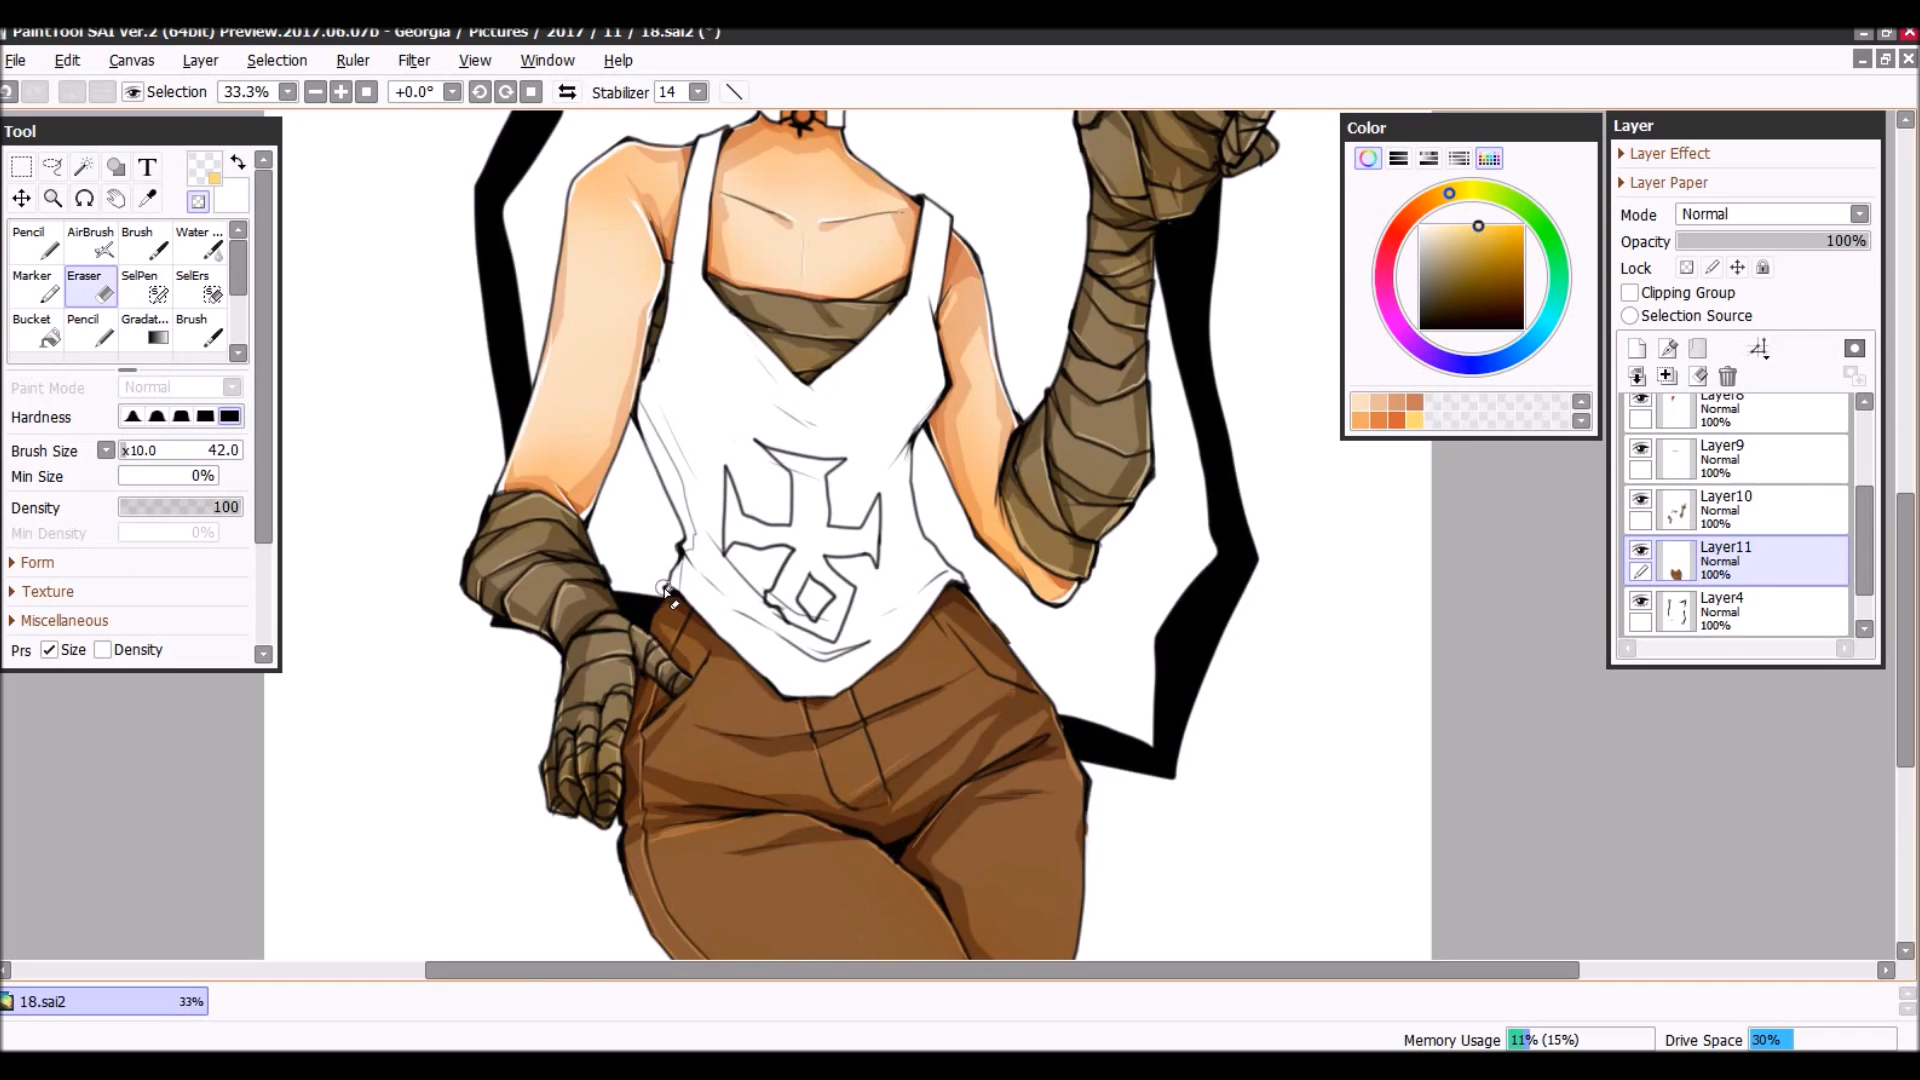 PaintTool SAI Ver.2 (64bit) Preview.2017.06.07b - Georgia / Pictures / 2017 / 11 / 18.sai2 (*)
File Edit Canvas Layer Selection Ruler Filter View Window Help
Selection 33.3% +0.0° Stabilizer 14
Tool
T
Pencil AirBrush Brush Water ...
Marker Eraser SelPen SelErs
Bucket Pencil Gradat... Brush
Paint Mode Normal
Hardness
Brush Size x10.0 42.0
Min Size 0%
Density 100
Min Density 0%
Form
Texture
Miscellaneous
Prs Size Density
Color
Layer
Layer Effect
Layer Paper
Mode Normal
Opacity 100%
Lock
Clipping Group
Selection Source
Layer8
Normal
100%
Layer9
Normal
100%
Layer10
Normal
100%
Layer11
Normal
100%
Layer4
Normal
100%
18.sai2 33%
Memory Usage 11% (15%) Drive Space 30%